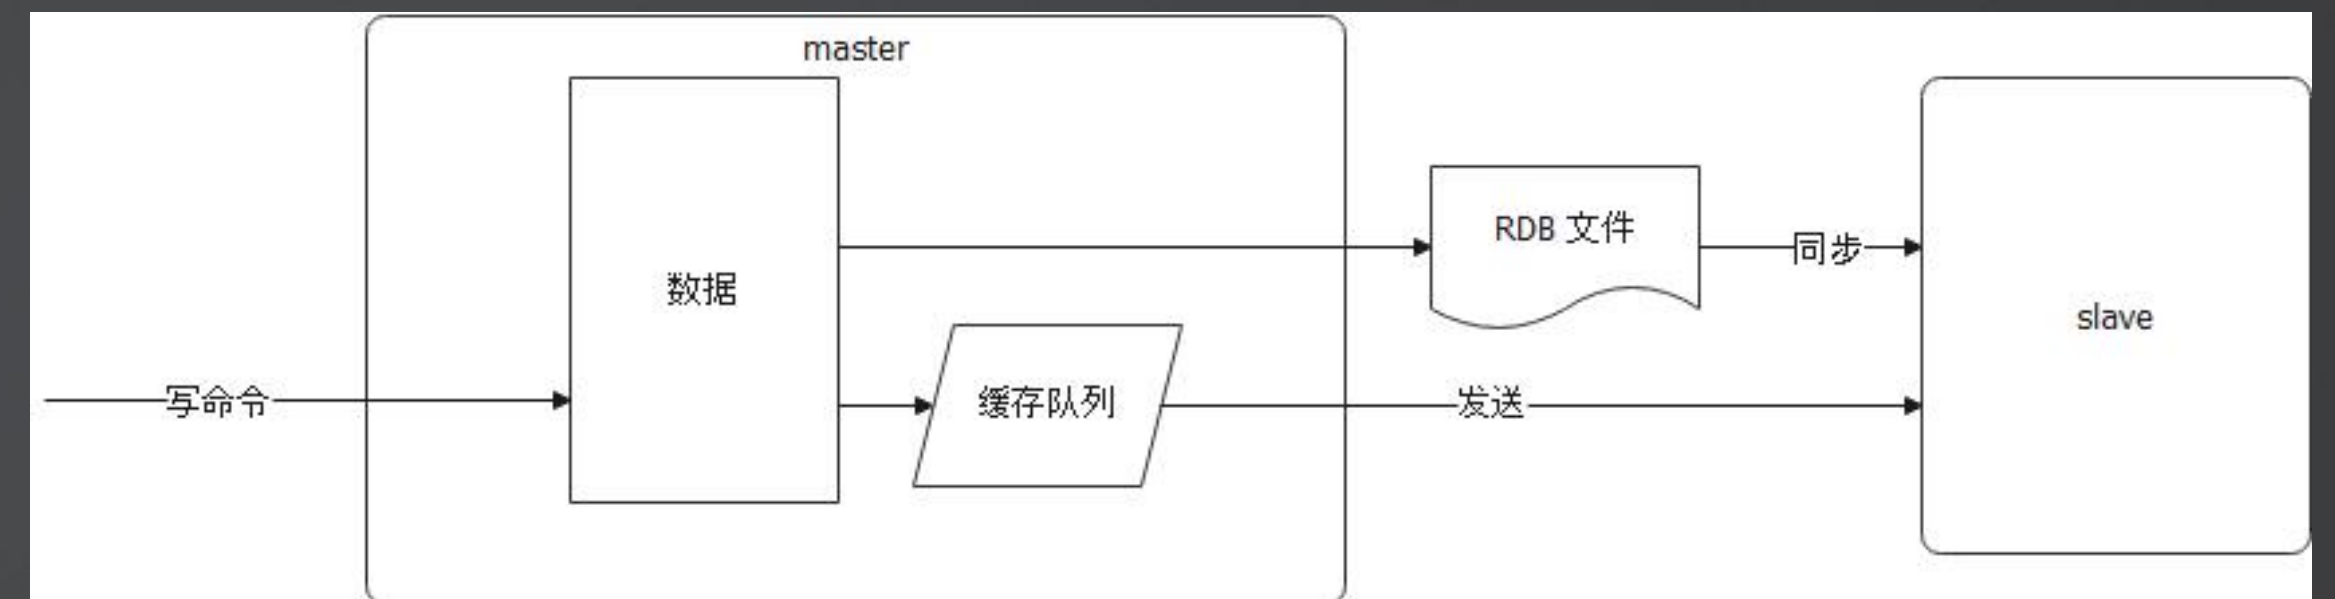 master
RDB 文件
同步
数据
slave
写命令
缓存队列
发送